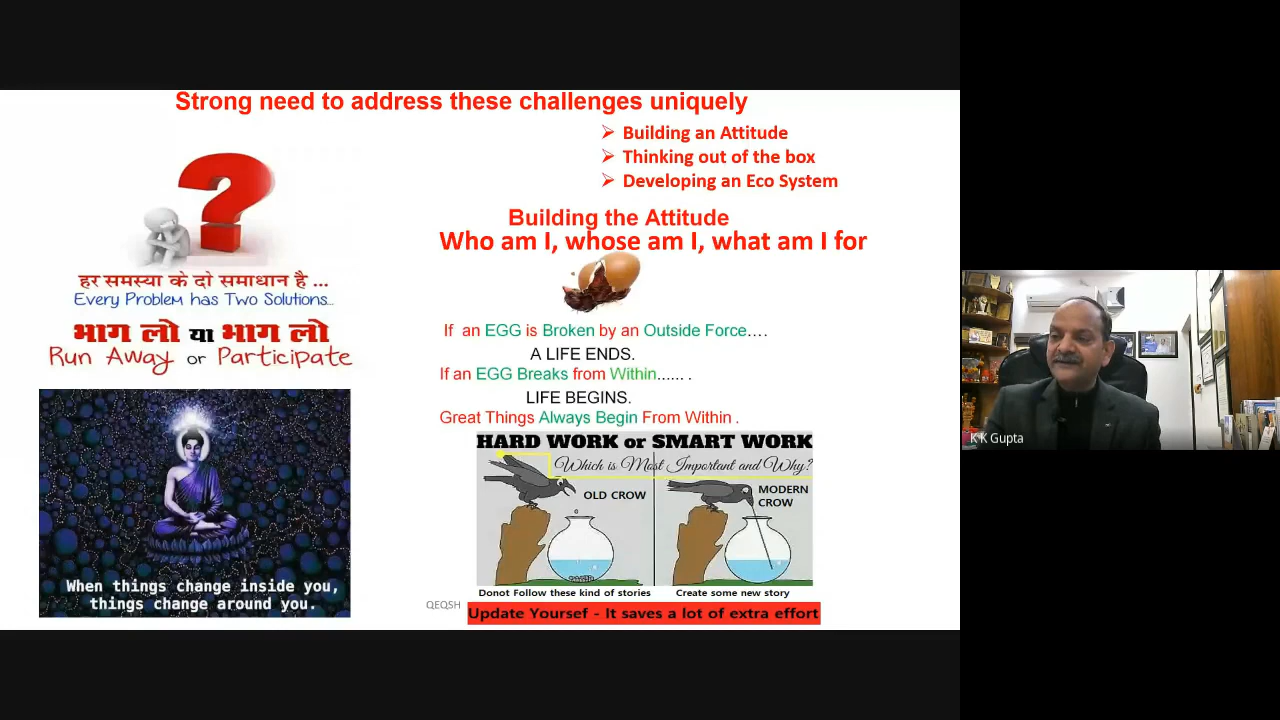 Strong need to address these challenges uniquely
Building an Attitude
Thinking out of the box
Developing an Eco System
Building the Attitude
Who am I, whose am I, what am I for
हर समस्या के दो समाधान है ...
Every Problem has Two Solutions...
भाग लो या भाग लो
Run Away or Participate
If an EGG is Broken by an Outside Force....
A LIFE ENDS.
If an EGG Breaks from Within...... .
LIFE BEGINS.
Great Things Always Begin From Within .
When things change inside you,
things change around you.
HARD WORK or SMART WORK
Which is Most Important and Why?
OLD CROW
MODERN
CROW
Donot Follow these kind of stories
Create some new story
QEQSH
Update Yoursef - It saves a lot of extra effort
K K Gupta